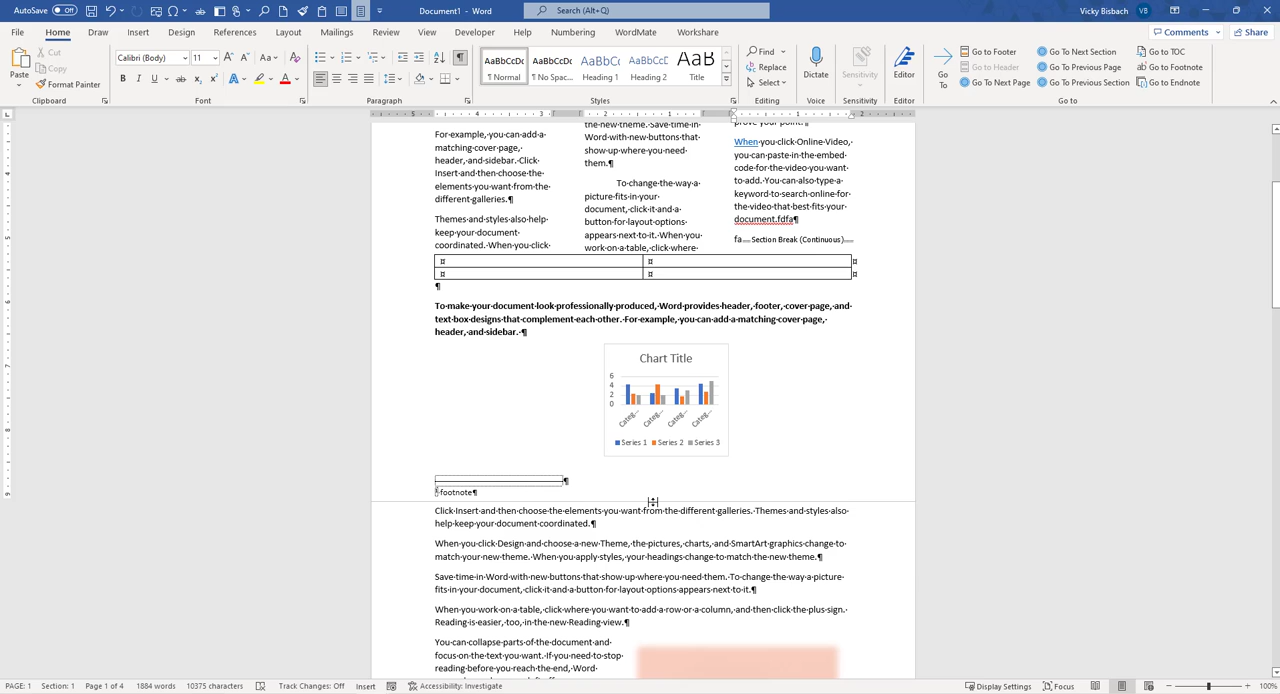 AutoSave Off Document1 - Word Search (Alt+Q) Vicky Bisbach VB
File Home Draw Insert Design References Layout Mailings Review View Developer Help Numbering WordMate Workshare Comments Share
Paste Cut Copy Format Painter Clipboard
Calibri (Body) 11 Font
Paragraph
AaBbCcDc ¶ Normal AaBbCcDc ¶ No Spac... AaBbCc Heading 1 AaBbCcD Heading 2 AaB Title Styles
Find Replace Select Editing
Dictate Voice
Sensitivity Sensitivity
Editor Editor
Go To Go to Footer Go to Header Go To Next Page Go To Next Section Go To Previous Page Go To Previous Section Go to TOC Go to Footnote Go to Endnote Go to
For example, you can add a
matching cover page,
header, and sidebar. Click
Insert and then choose the
elements you want from the
different galleries.¶
Themes and styles also help
keep your document
coordinated. When you click
the new theme. Save time in
Word with new buttons that
show up where you need
them.¶
To change the way a
picture fits in your
document, click it and a
button for layout options
appears next to it. When you
work on a table, click where
prove your point.¶
When you click Online Video,
you can paste in the embed
code for the video you want
to add. You can also type a
keyword to search online for
the video that best fits your
document.fdfa¶
fa Section Break (Continuous)
¤ ¤ ¤
¤ ¤ ¤
¶
To make your document look professionally produced, Word provides header, footer, cover page, and
text box designs that complement each other. For example, you can add a matching cover page,
header, and sidebar. ¶
Chart Title
6
4
2
0
Categ... Categ... Categ... Categ...
Series 1 Series 2 Series 3
¶
footnote¶
Click Insert and then choose the elements you want from the different galleries. Themes and styles also
help keep your document coordinated.¶
When you click Design and choose a new Theme, the pictures, charts, and SmartArt graphics change to
match your new theme. When you apply styles, your headings change to match the new theme.¶
Save time in Word with new buttons that show up where you need them. To change the way a picture
fits in your document, click it and a button for layout options appears next to it.¶
When you work on a table, click where you want to add a row or a column, and then click the plus sign.
Reading is easier, too, in the new Reading view.¶
You can collapse parts of the document and
focus on the text you want. If you need to stop
reading before you reach the end, Word
PAGE: 1 Section: 1 Page 1 of 4 1884 words 10375 characters Track Changes: Off Insert Accessibility: Investigate Display Settings Focus 100%